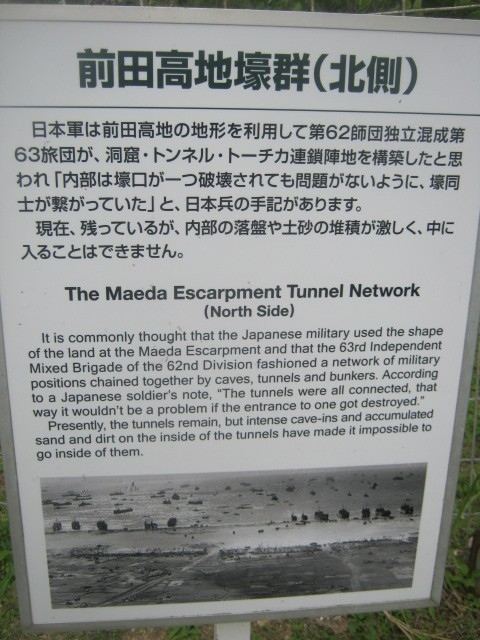 前田高地壕群(北側)
日本軍は前田高地の地形を利用して第62師団独立混成第
63旅団が、洞窟・トンネル・トーチカ連鎖陣地を構築したと思
われ「内部は壕口が一つ破壊されても問題がないように、壕同
士が繋がっていた」と、日本兵の手記があります。
現在、残っているが、内部の落盤や土砂の堆積が激しく、中に
入ることはできません。
The Maeda Escarpment Tunnel Network
(North Side)
It is commonly thought that the Japanese military used the shape
of the land at the Maeda Escarpment and that the 63rd Independent
Mixed Brigade of the 62nd Division fashioned a network of military
positions chained together by caves, tunnels and bunkers. According
to a Japanese soldier's note, "The tunnels were all connected, that
way it wouldn't be a problem if the entrance to one got destroyed."
Presently, the tunnels remain, but intense cave-ins and accumulated
sand and dirt on the inside of the tunnels have made it impossible to
go inside of them.